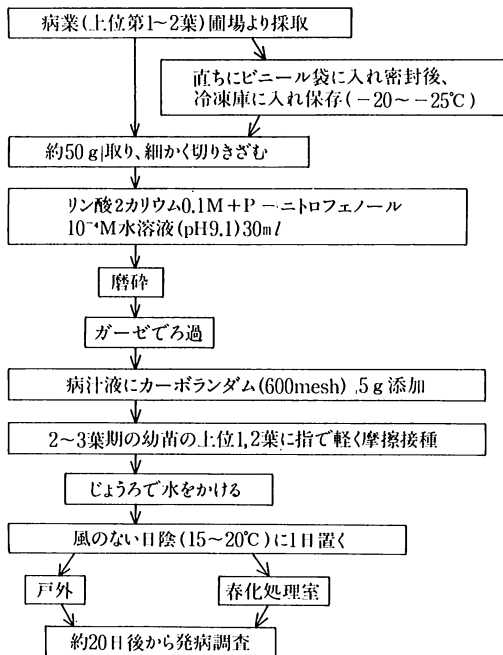 病業(上位第1~2葉)圃場より採取
直ちにビニール袋に入れ密封後、
冷凍庫に入れ保存(−20~−25℃)
約50g取り、細かく切りきざむ
リン酸2カリウム0.1M+P−ニトロフェノール
10⁻⁴M水溶液(pH9.1)30ml
磨砕
ガーゼでろ過
病汁液にカーボランダム(600mesh).5g添加
2~3葉期の幼苗の上位1,2葉に指で軽く摩擦接種
じょうろで水をかける
風のない日陰(15~20℃)に1日置く
戸外
春化処理室
約20日後から発病調査